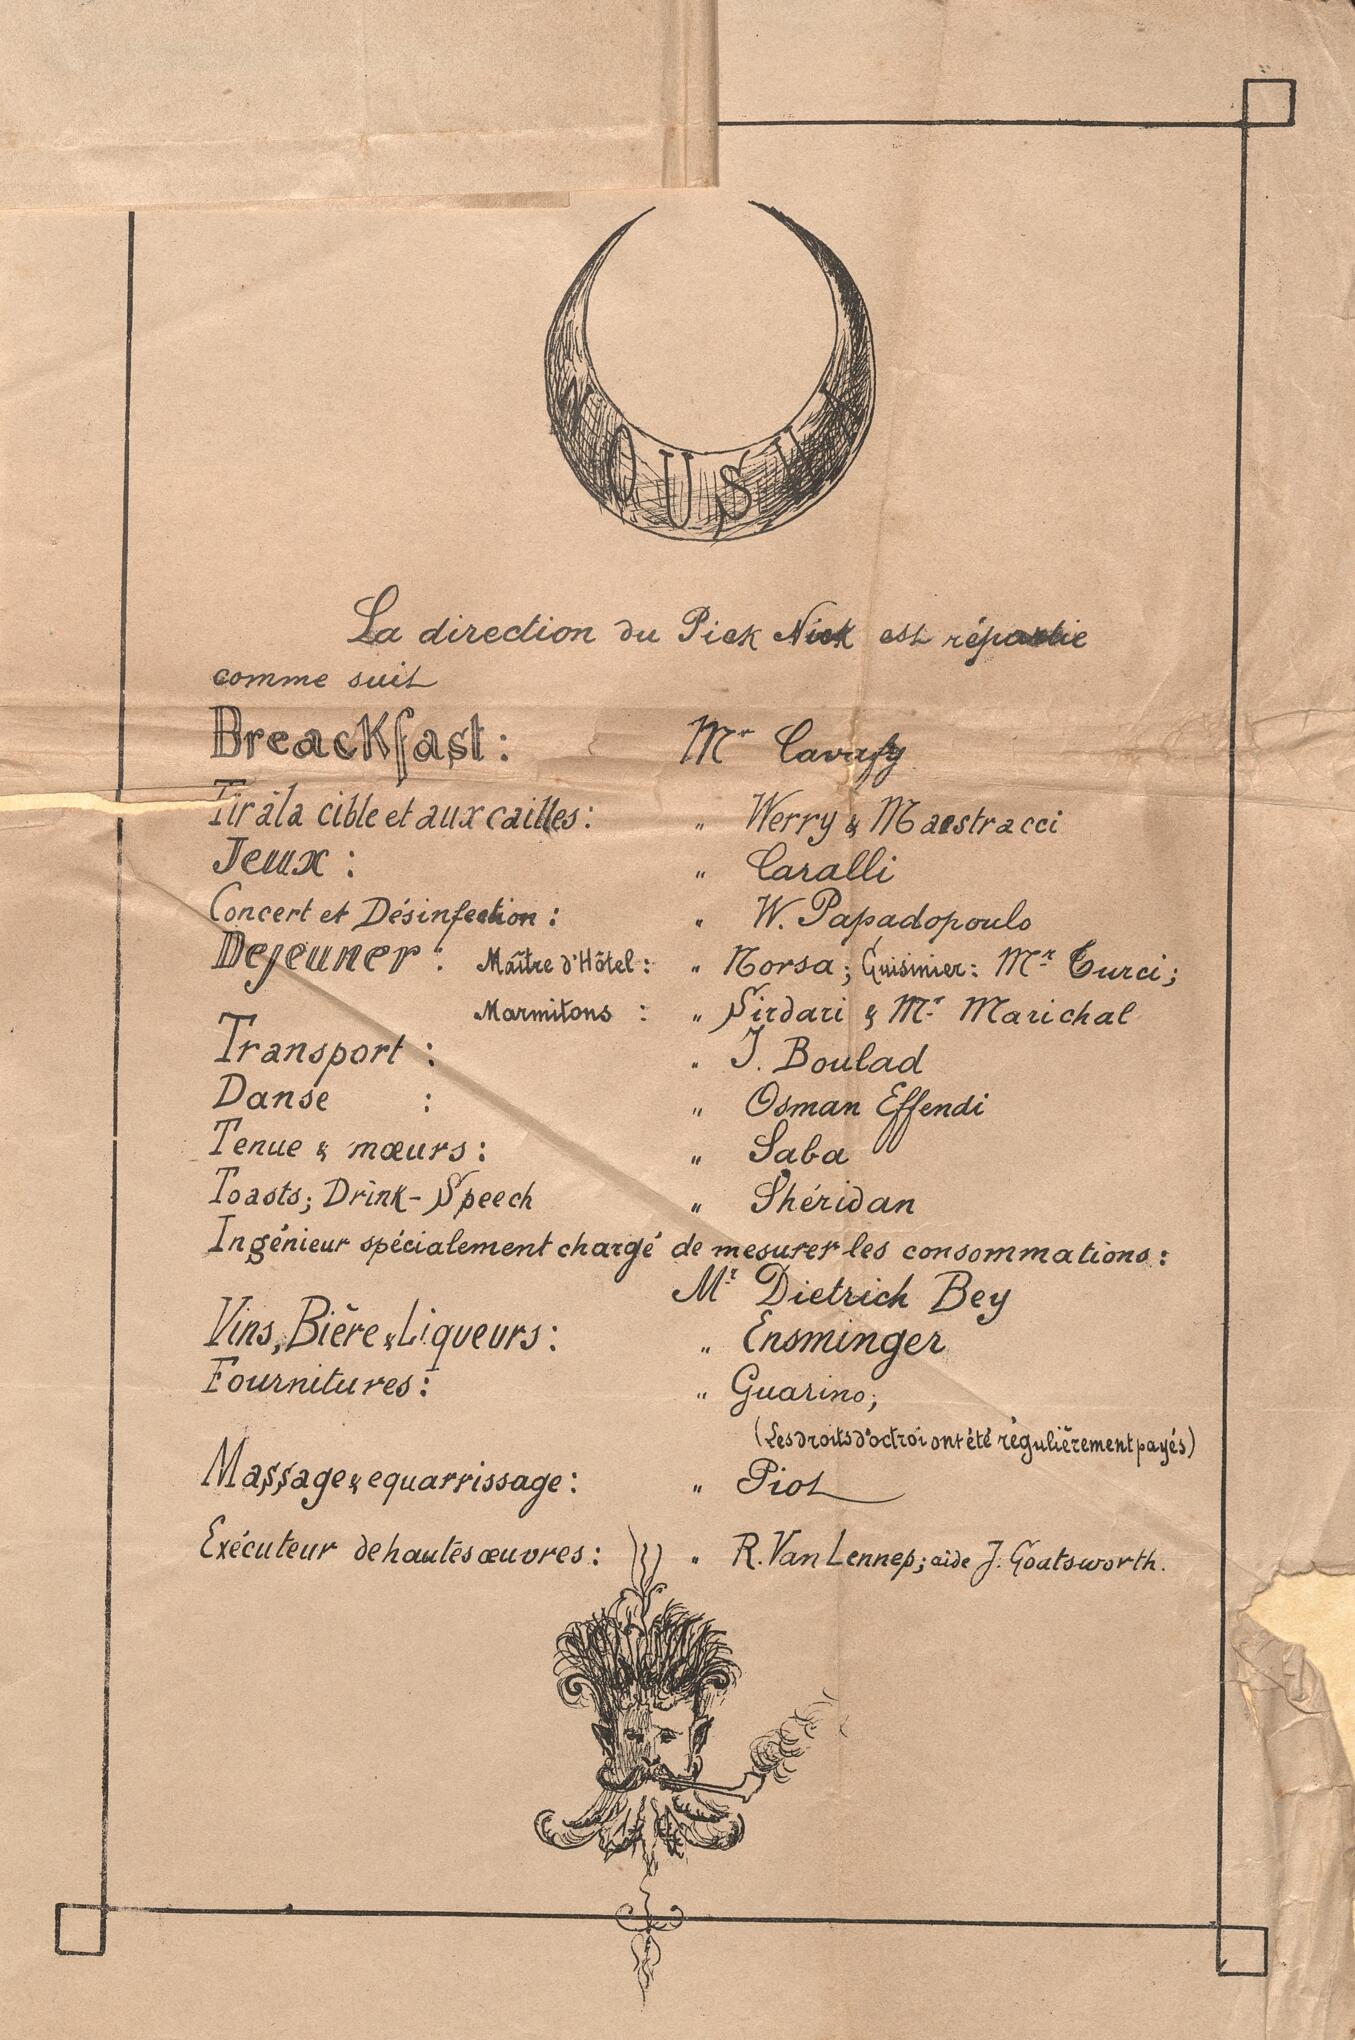 La direction du Pick Nick est répartie
comme suit
Breackfast: Mr Cavafy
Tir à la cible et aux cailles: " Werry & Maestracci
Jeux: " Caralli
Concert et Désinfection: " W. Papadopoulo
Dejeuner: Maître d'Hôtel: " Norsa; Cuisinier: Mr Turci;
Marmitons: " Sirdari & Mr Marichal
Transport: " J. Boulad
Danse: " Osman Effendi
Tenue & mœurs: " Saba
Toasts; Drink-Speech " Shéridan
Ingénieur spécialement chargé de mesurer les consommations:
Mr Dietrich Bey
Vins, Bière & Liqueurs: " Ensminger
Fournitures: " Guarino;
(Les droits d'octroi ont été régulièrement payés)
Massage & equarrissage: " Piot
Exécuteur de hautes œuvres: " R. Van Lennep; aide J. Goatsworth.